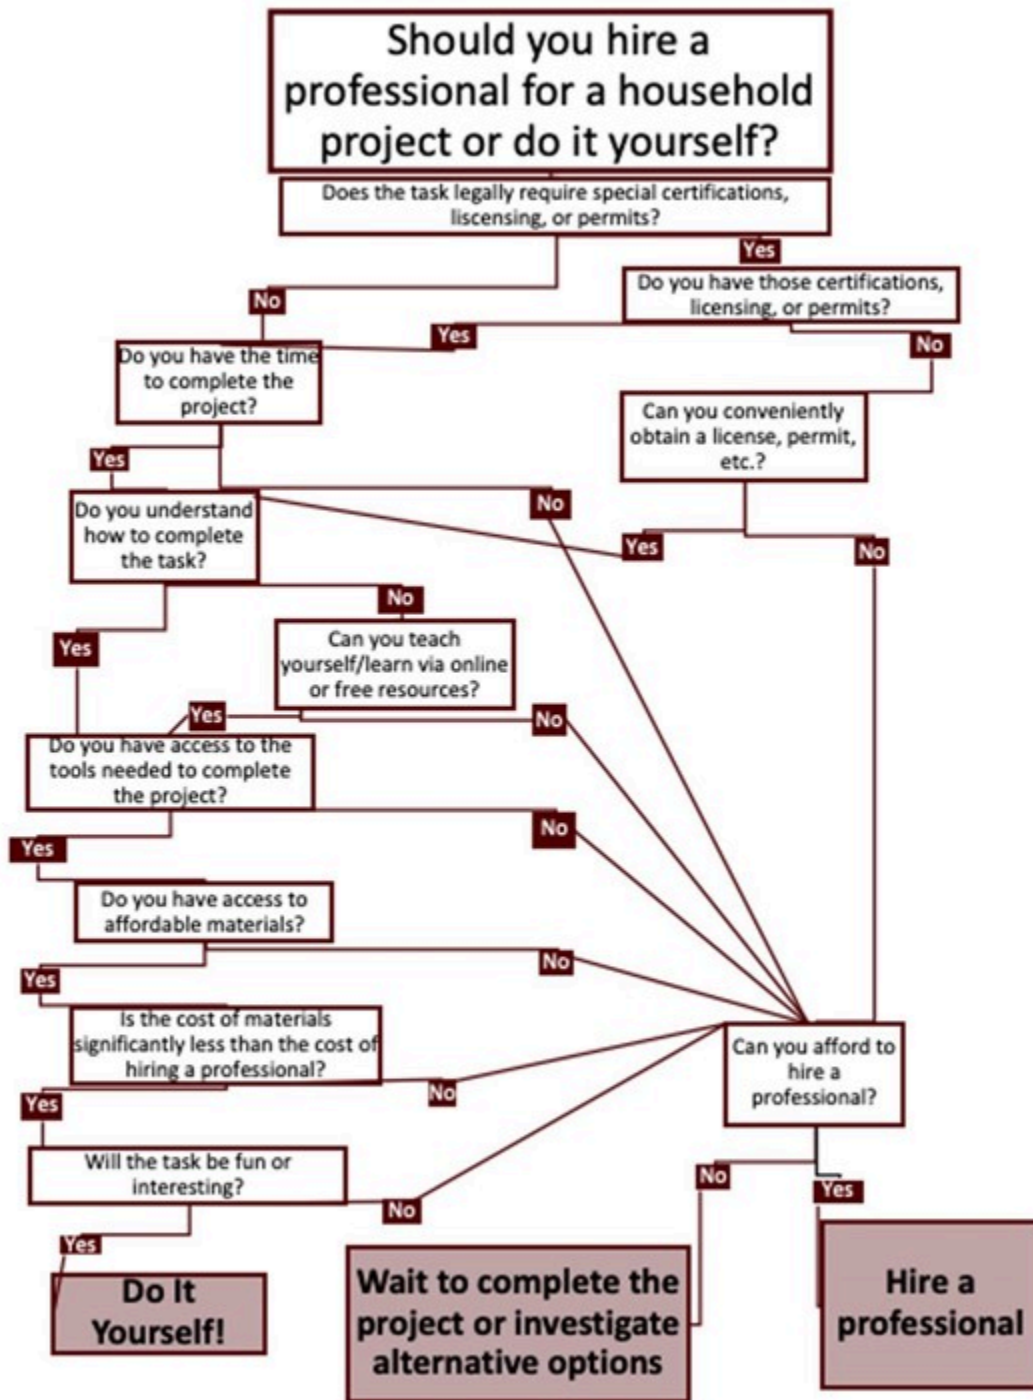 Should you hire a
professional for a household
project or do it yourself?
Does the task legally require special certifications,
liscensing, or permits?
Yes
Do you have those certifications,
licensing, or permits?
No
Yes
No
Do you have the time
to complete the
project?
Can you conveniently
obtain a license, permit,
etc.?
Yes
No
Do you understand
how to complete
the task?
Yes
No
No
Yes
Can you teach
yourself/learn via online
or free resources?
Yes
No
Do you have access to the
tools needed to complete
the project?
No
Yes
Do you have access to
affordable materials?
No
Yes
Is the cost of materials
significantly less than the cost of
hiring a professional?
Can you afford to
hire a
professional?
No
Yes
Will the task be fun or
interesting?
No
Yes
No
Yes
Do It
Yourself!
Wait to complete the
project or investigate
alternative options
Hire a
professional